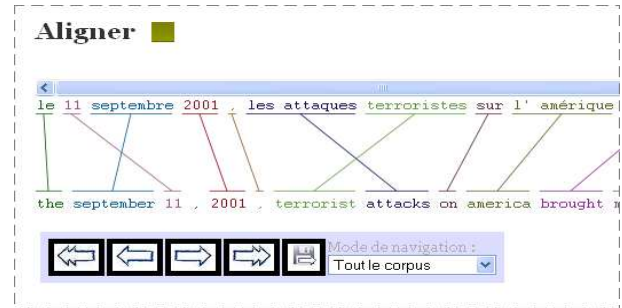 Aligner
le 11 septembre 2001 , les attaques terroristes sur l' amérique
the september 11 , 2001 , terrorist attacks on america brought
Mode de navigation :
Tout le corpus